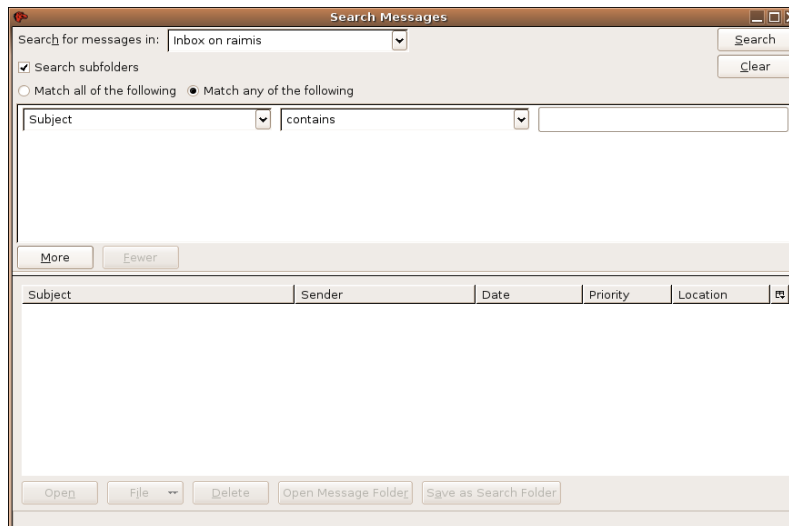 Search Messages
Search for messages in: Inbox on raimis
Search
Search subfolders
Clear
Match all of the following Match any of the following
Subject contains
More Fewer
Subject Sender Date Priority Location
Open File Delete Open Message Folder Save as Search Folder